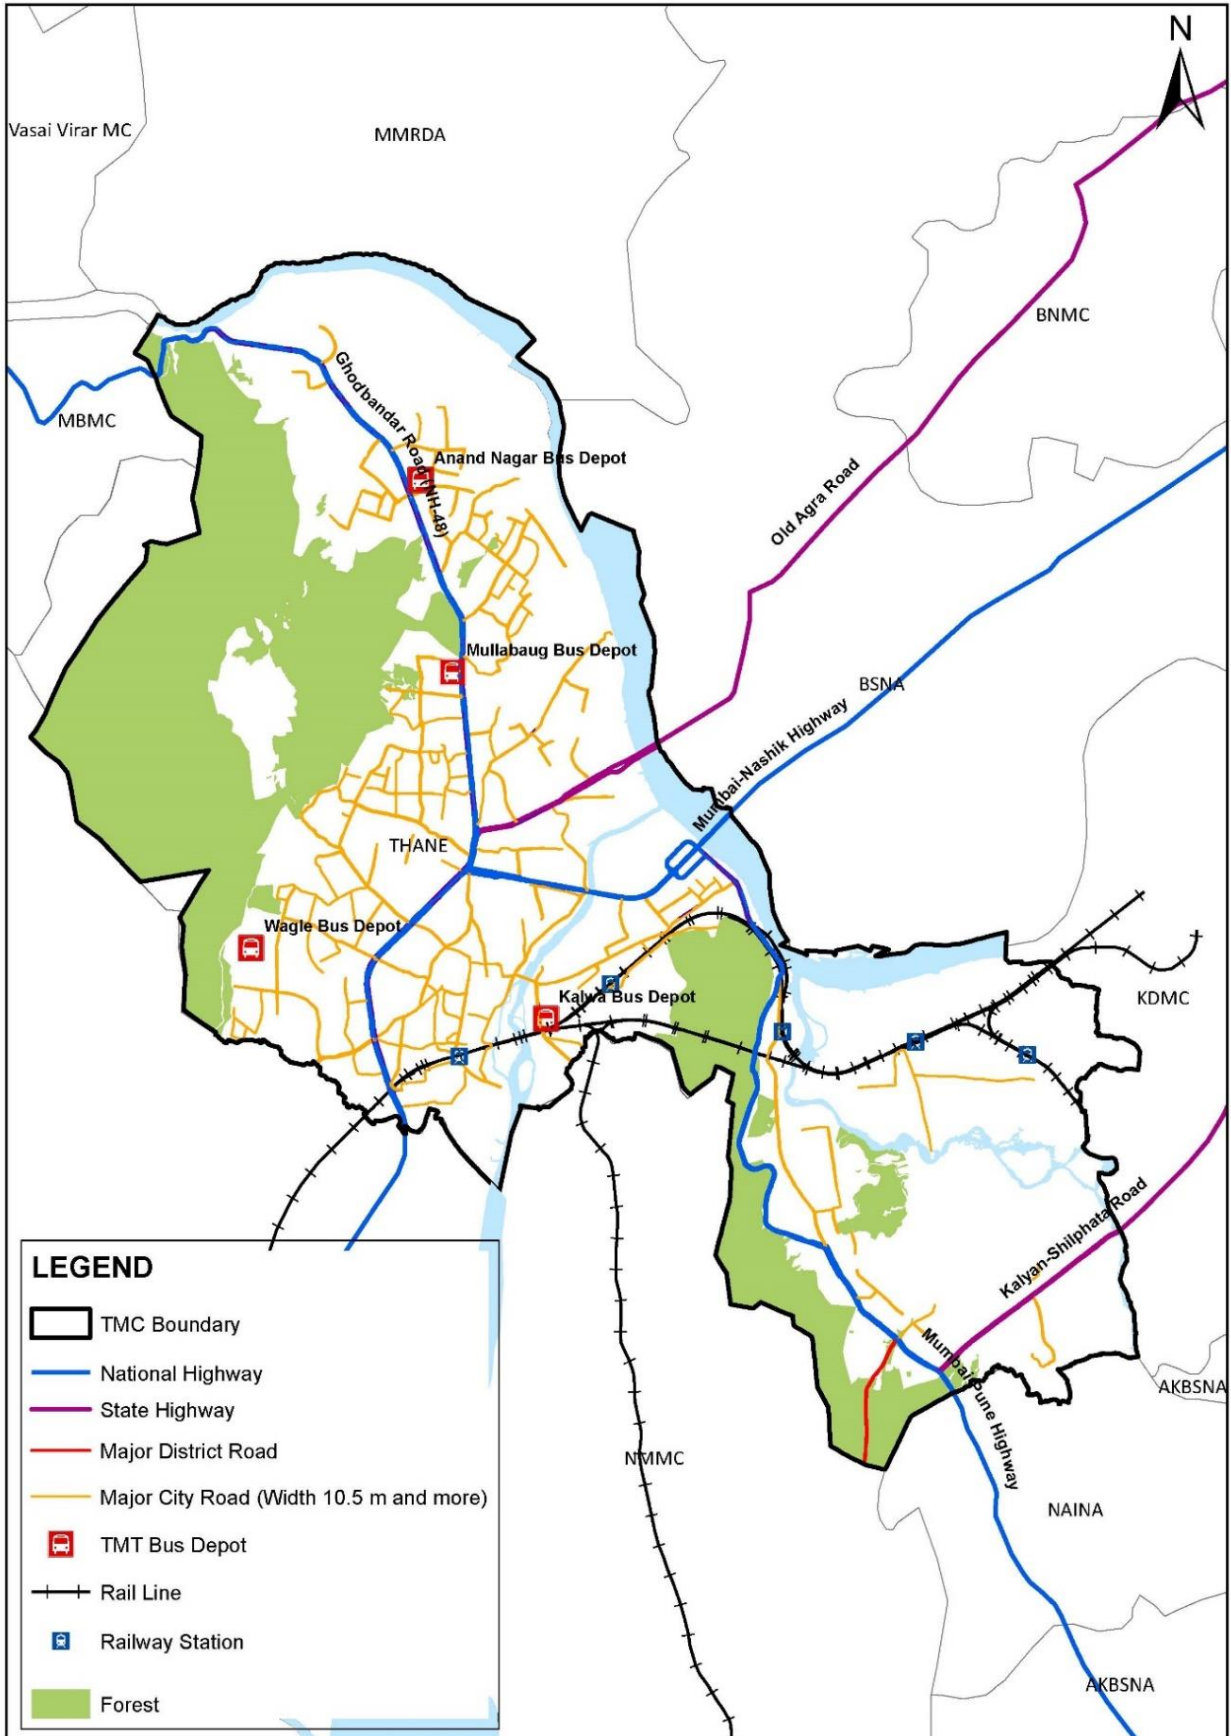 N
Vasai Virar MC
MMRDA
BNMC
MBMC
Ghodbandar Road (NH-48)
Anand Nagar Bus Depot
Old Agra Road
Mullabaug Bus Depot
BSNA
Mumbai-Nashik Highway
THANE
Wagle Bus Depot
Kalwa Bus Depot
KDMC
Kalyan-Shilphata Road
Mumbai-Pune Highway
AKBSNA
NMMC
NAINA
AKBSNA
LEGEND
TMC Boundary
National Highway
State Highway
Major District Road
Major City Road (Width 10.5 m and more)
TMT Bus Depot
Rail Line
Railway Station
Forest